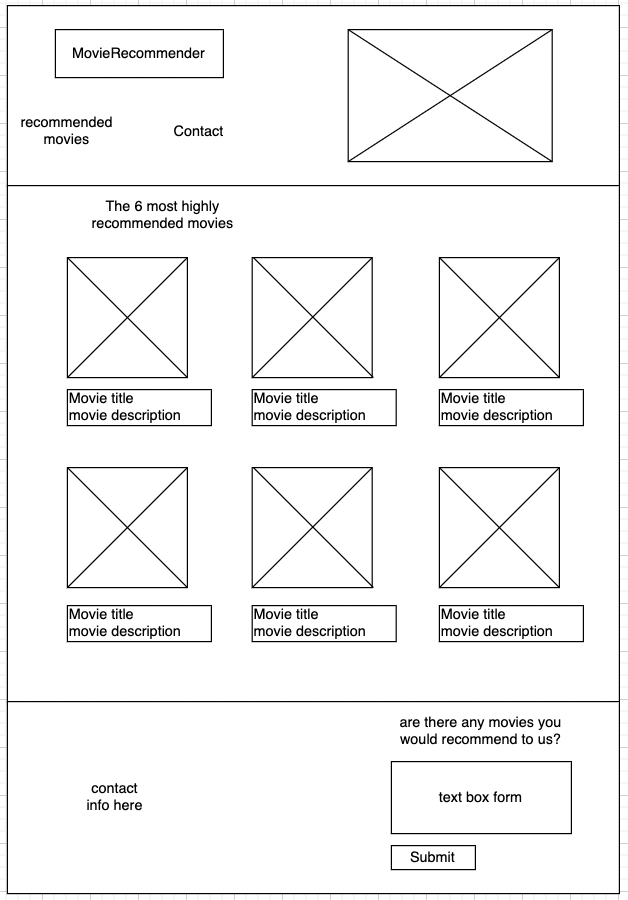 MovieRecommender
recommended
movies
Contact
The 6 most highly
recommended movies
Movie title
movie description
Movie title
movie description
Movie title
movie description
Movie title
movie description
Movie title
movie description
Movie title
movie description
contact
info here
are there any movies you
would recommend to us?
text box form
Submit